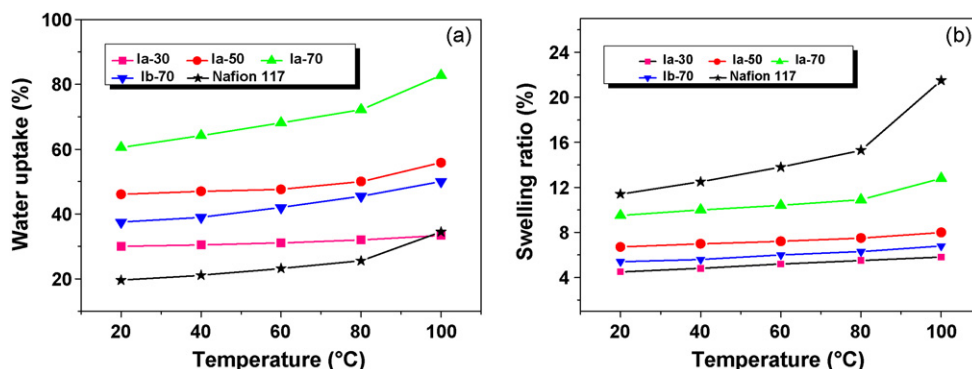 (a)
Ia-30 Ia-50 Ia-70
Ib-70 Nafion 117
Water uptake (%)
100
80
60
40
20
20 40 60 80 100
Temperature (°C)
(b)
Ia-30 Ia-50 Ia-70
Ib-70 Nafion 117
Swelling ratio (%)
24
20
16
12
8
4
20 40 60 80 100
Temperature (°C)